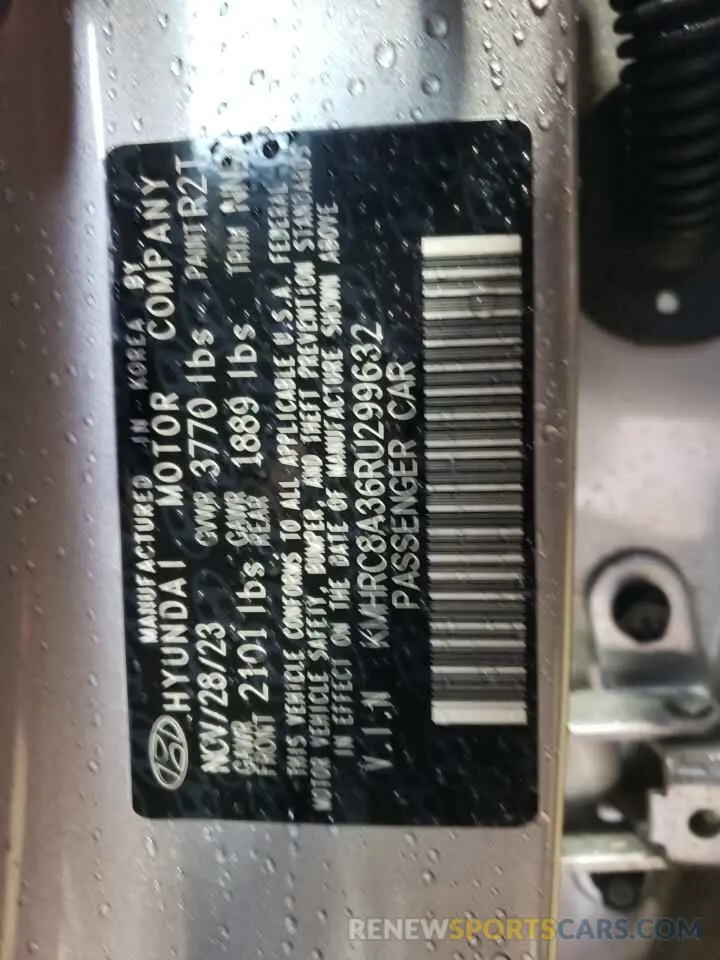 MANUFACTURED IN KOREA BY
HYUNDAI MOTOR COMPANY
NOV/28/23 GVWR 3770 lbs PAINT R2T
GAWR FRONT 2101 lbs GAWR REAR 1889 lbs TRIM
THIS VEHICLE CONFORMS TO ALL APPLICABLE U.S.A. FEDERAL
MOTOR VEHICLE SAFETY, BUMPER, AND THEFT PREVENTION STANDARDS
IN EFFECT ON THE DATE OF MANUFACTURE SHOWN ABOVE.
V.I.N KMHRC8A36RU299632
PASSENGER CAR
RENEWSPORTSCARS.COM